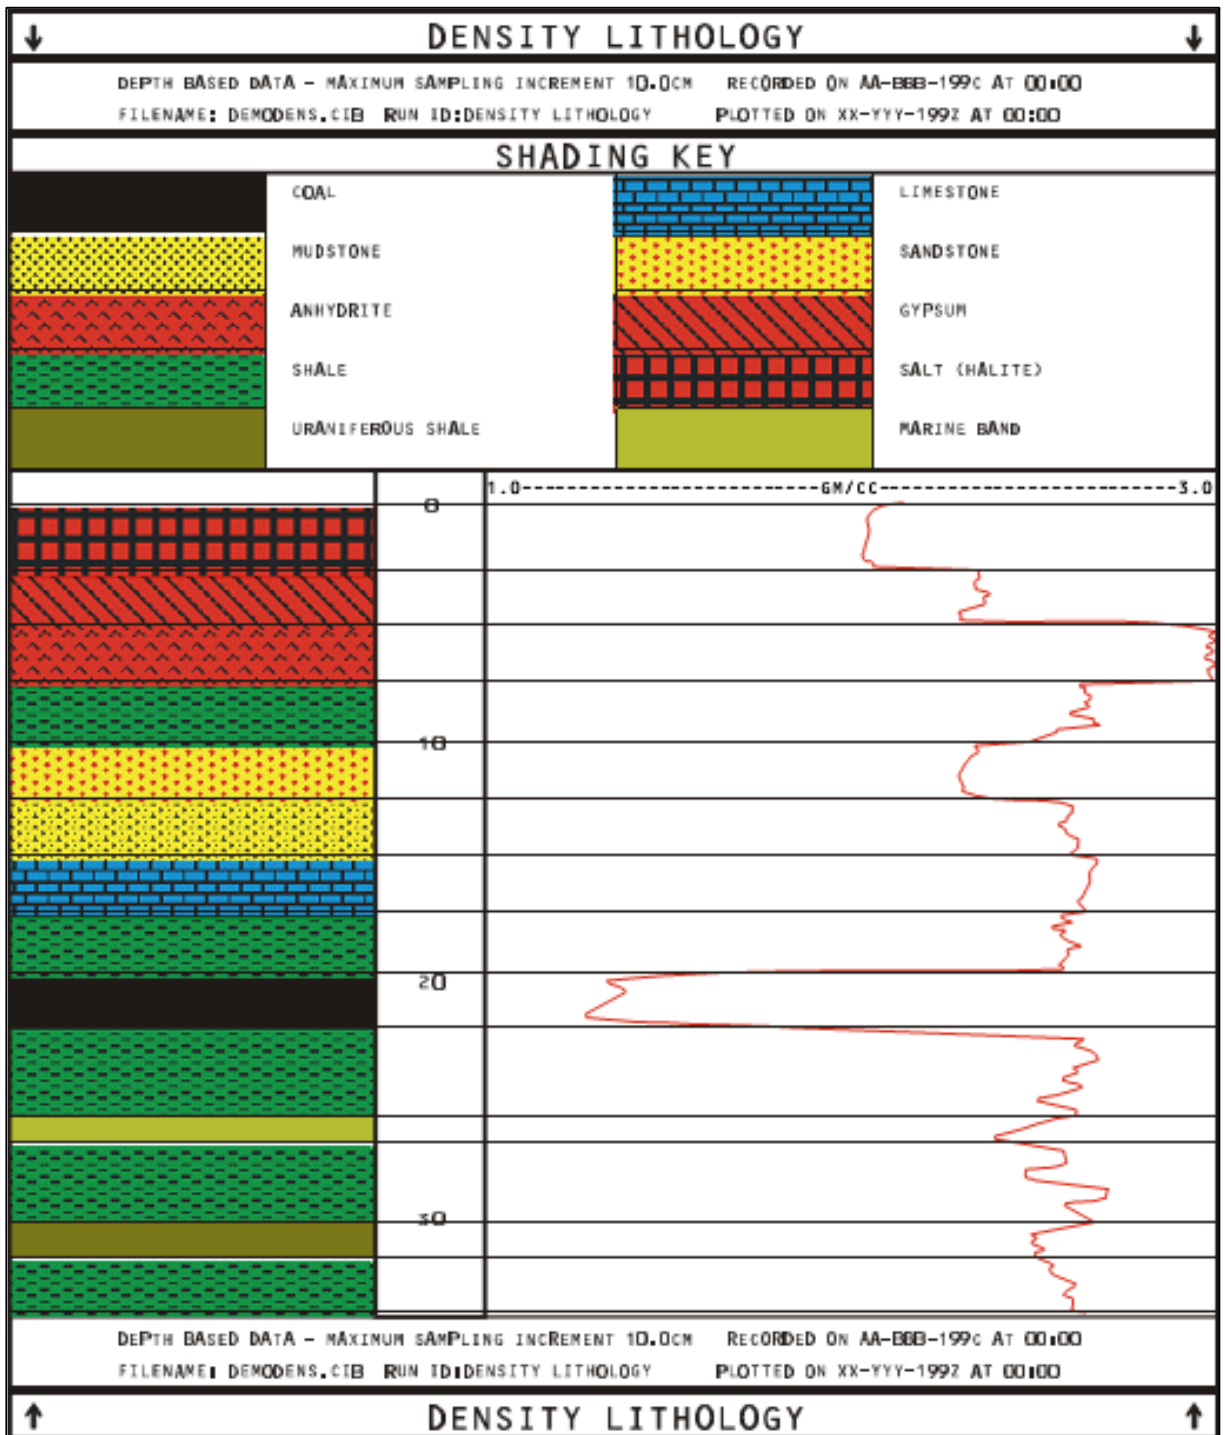 DENSITY LITHOLOGY
DEPTH BASED DATA - MAXIMUM SAMPLING INCREMENT 10.0CM RECORDED ON AA-BBB-199C AT 00:00
FILENAME: DEMODENS.CIB RUN ID:DENSITY LITHOLOGY PLOTTED ON XX-YYY-199Z AT 00:00
SHADING KEY
COAL LIMESTONE
MUDSTONE SANDSTONE
ANHYDRITE GYPSUM
SHALE SALT (HALITE)
URANIFEROUS SHALE MARINE BAND
1.0------------------------------GM/CC------------------------------3.0
0
10
20
30
DEPTH BASED DATA - MAXIMUM SAMPLING INCREMENT 10.0CM RECORDED ON AA-BBB-199C AT 00:00
FILENAME: DEMODENS.CIB RUN ID:DENSITY LITHOLOGY PLOTTED ON XX-YYY-199Z AT 00:00
DENSITY LITHOLOGY